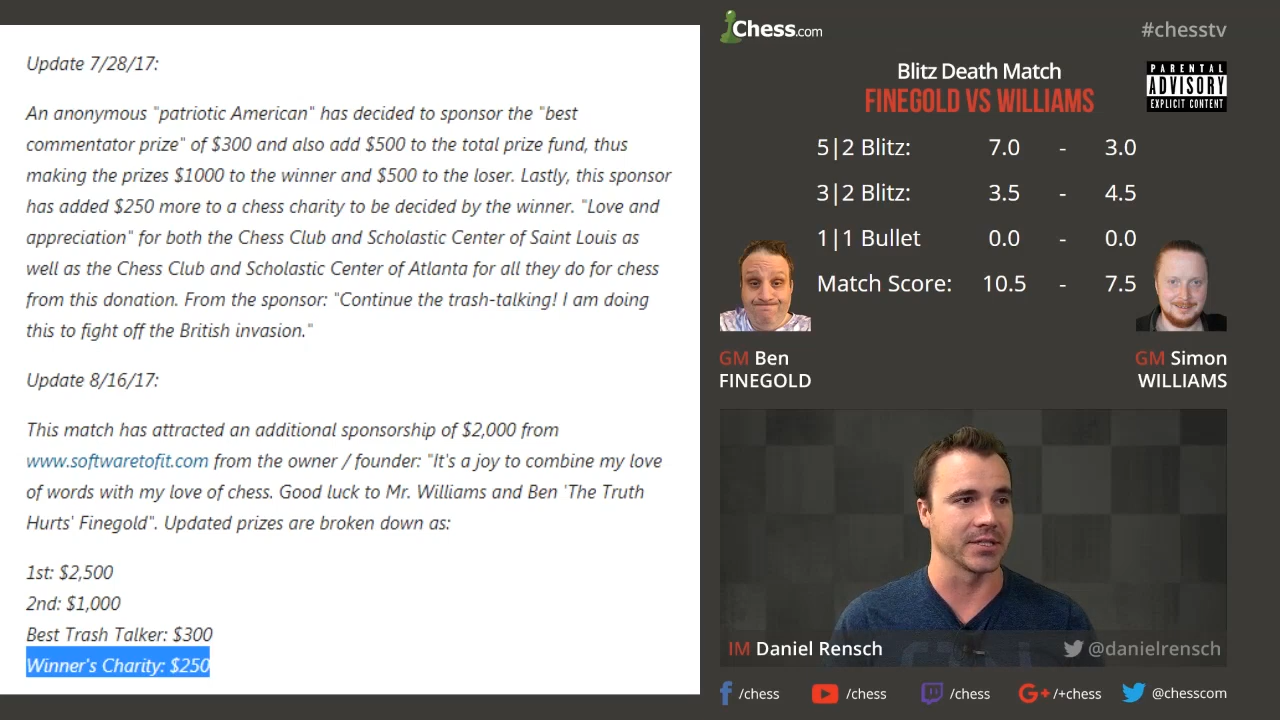 Update 7/28/17:
An anonymous "patriotic American" has decided to sponsor the "best
commentator prize" of $300 and also add $500 to the total prize fund, thus
making the prizes $1000 to the winner and $500 to the loser. Lastly, this sponsor
has added $250 more to a chess charity to be decided by the winner. "Love and
appreciation" for both the Chess Club and Scholastic Center of Saint Louis as
well as the Chess Club and Scholastic Center of Atlanta for all they do for chess
from this donation. From the sponsor: "Continue the trash-talking! I am doing
this to fight off the British invasion."
Update 8/16/17:
This match has attracted an additional sponsorship of $2,000 from
www.softwaretofit.com from the owner / founder: "It's a joy to combine my love
of words with my love of chess. Good luck to Mr. Williams and Ben 'The Truth
Hurts' Finegold". Updated prizes are broken down as:
1st: $2,500
2nd: $1,000
Best Trash Talker: $300
Winner's Charity: $250
Chess.com
#chesstv
Blitz Death Match
FINEGOLD VS WILLIAMS
PARENTAL
ADVISORY
EXPLICIT CONTENT
5|2 Blitz: 7.0 - 3.0
3|2 Blitz: 3.5 - 4.5
1|1 Bullet 0.0 - 0.0
Match Score: 10.5 - 7.5
GM Ben
FINEGOLD
GM Simon
WILLIAMS
IM Daniel Rensch
@danielrensch
/chess
/chess
/chess
G+ /+chess
@chesscom